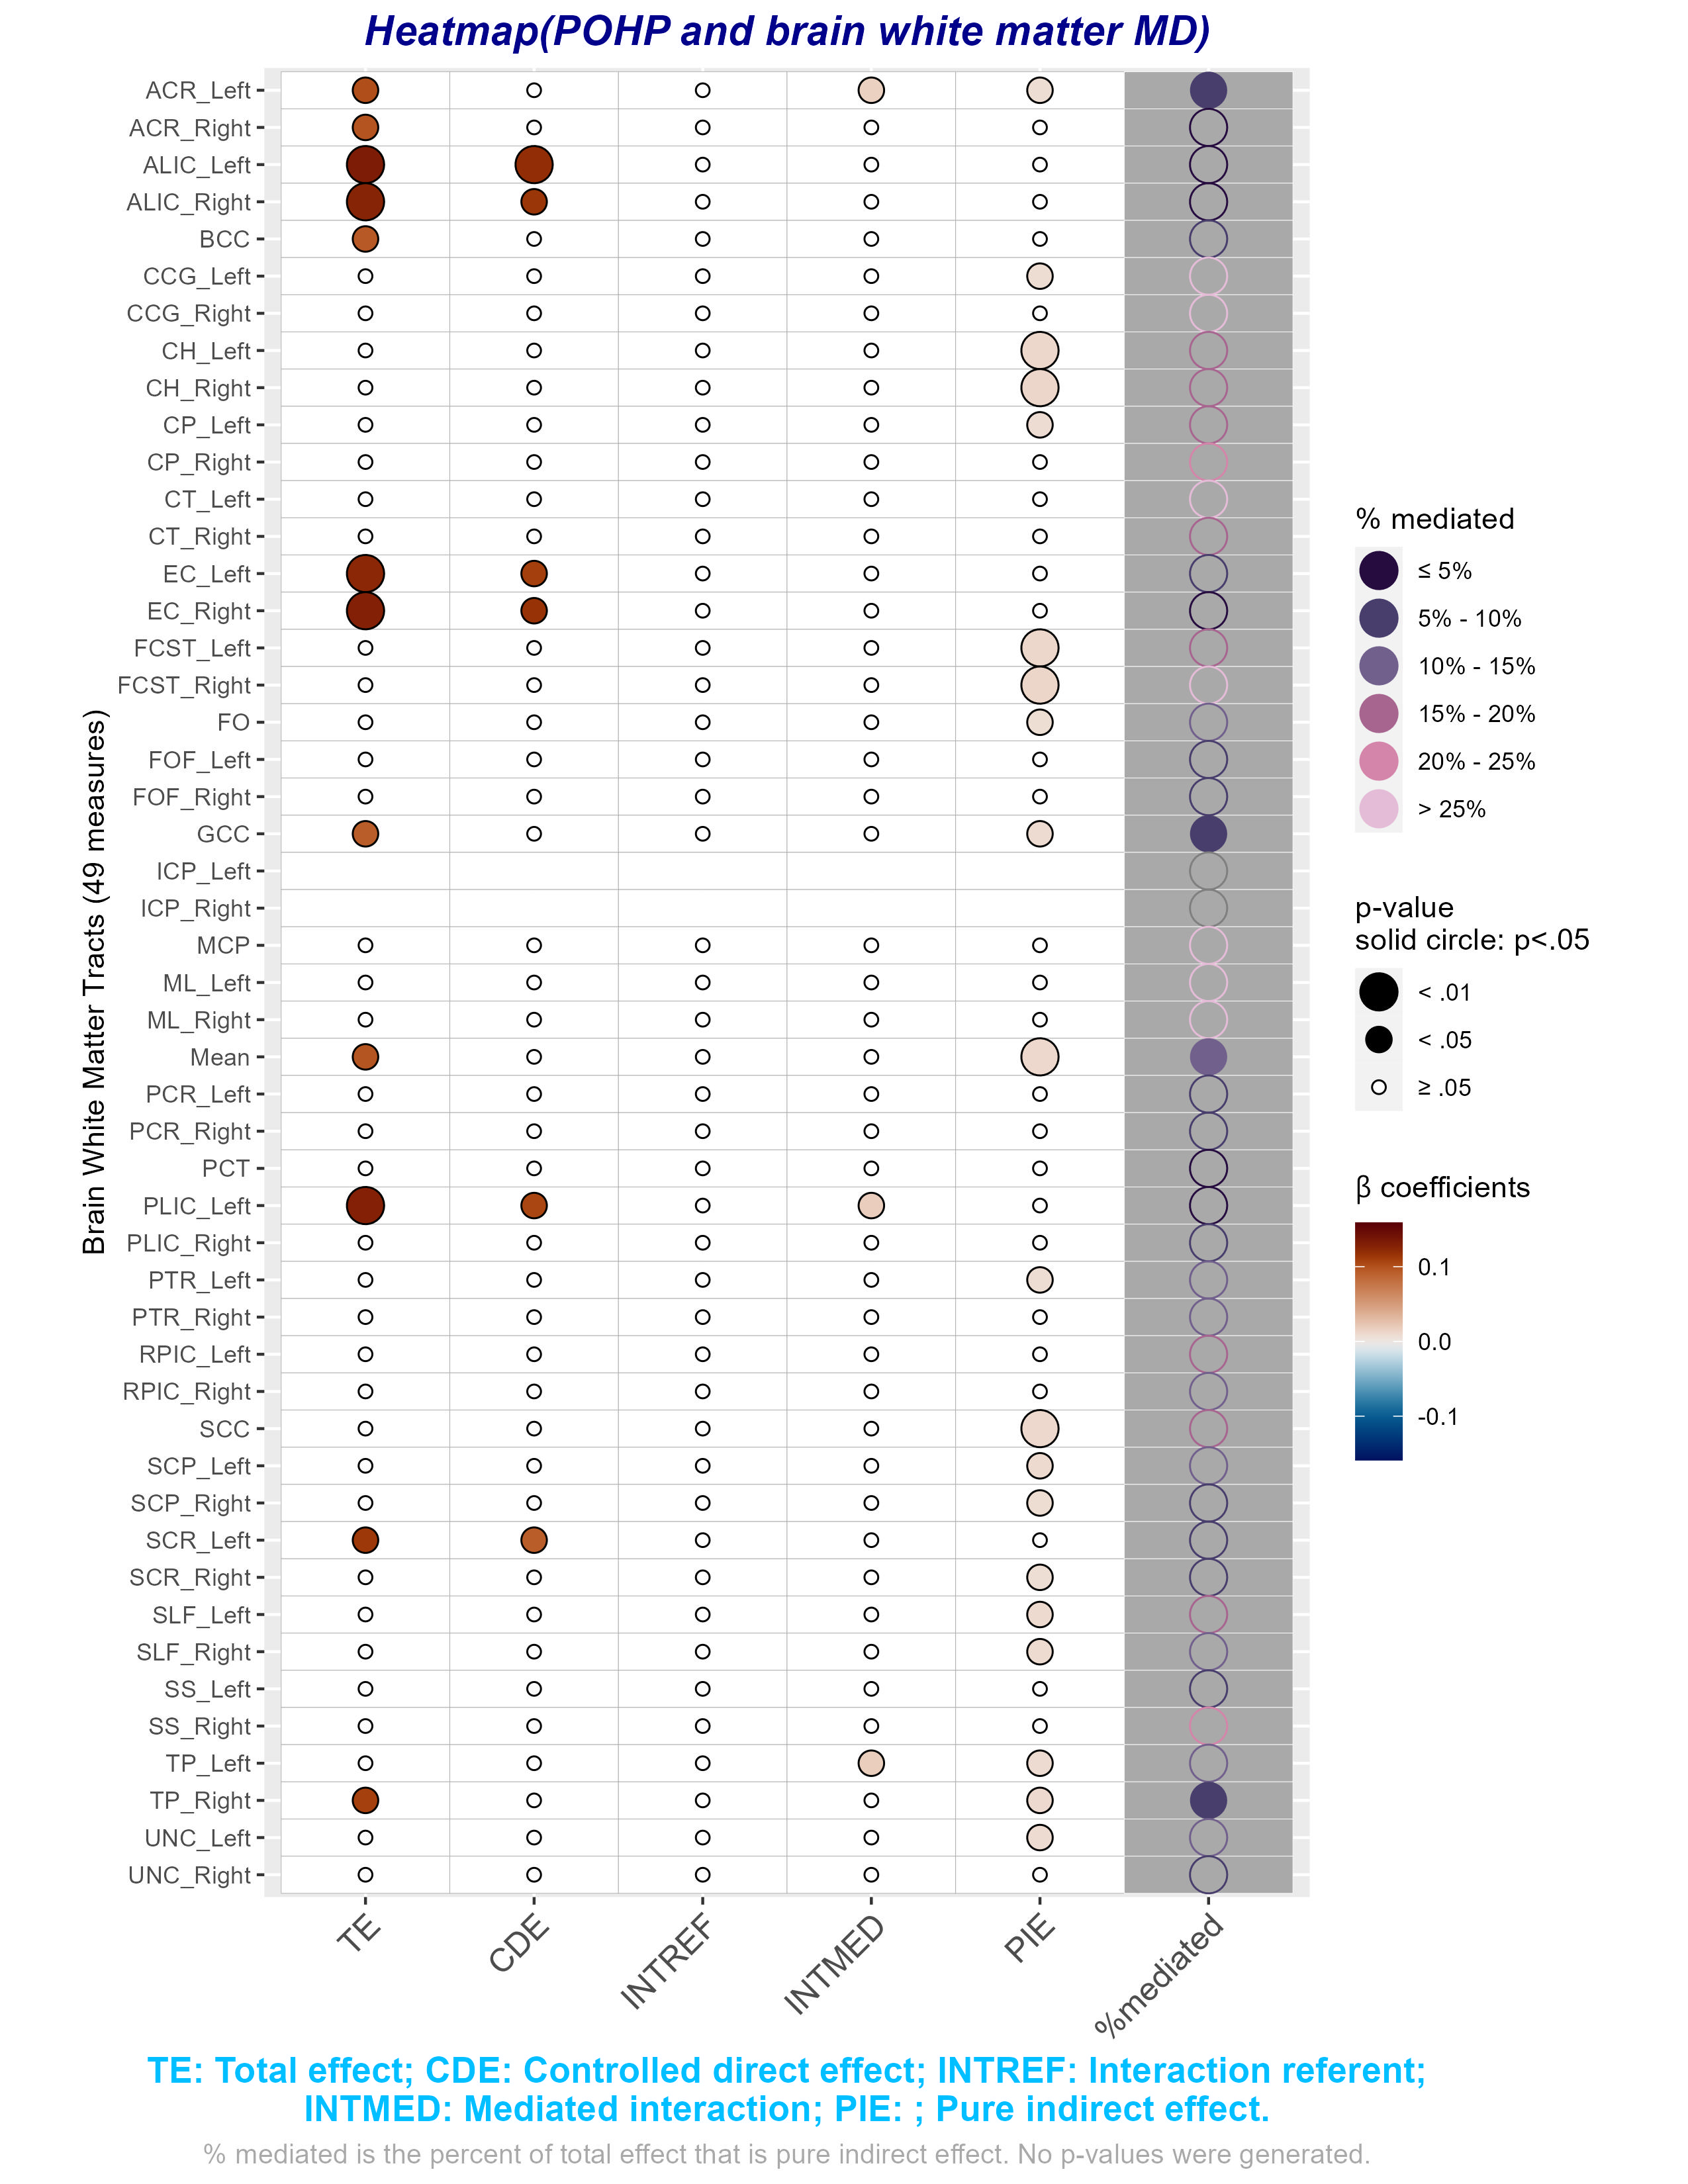 Heatmap(POHP and brain white matter MD)
Brain White Matter Tracts (49 measures)
ACR_Left
ACR_Right
ALIC_Left
ALIC_Right
BCC
CCG_Left
CCG_Right
CH_Left
CH_Right
CP_Left
CP_Right
CT_Left
CT_Right
EC_Left
EC_Right
FCST_Left
FCST_Right
FO
FOF_Left
FOF_Right
GCC
ICP_Left
ICP_Right
MCP
ML_Left
ML_Right
Mean
PCR_Left
PCR_Right
PCT
PLIC_Left
PLIC_Right
PTR_Left
PTR_Right
RPIC_Left
RPIC_Right
SCC
SCP_Left
SCP_Right
SCR_Left
SCR_Right
SLF_Left
SLF_Right
SS_Left
SS_Right
TP_Left
TP_Right
UNC_Left
UNC_Right
TE
CDE
INTREF
INTMED
PIE
%mediated
% mediated
≤ 5%
5% - 10%
10% - 15%
15% - 20%
20% - 25%
> 25%
p-value
solid circle: p<.05
< .01
< .05
≥ .05
β coefficients
0.1
0.0
-0.1
TE: Total effect; CDE: Controlled direct effect; INTREF: Interaction referent;
INTMED: Mediated interaction; PIE: ; Pure indirect effect.
% mediated is the percent of total effect that is pure indirect effect. No p-values were generated.